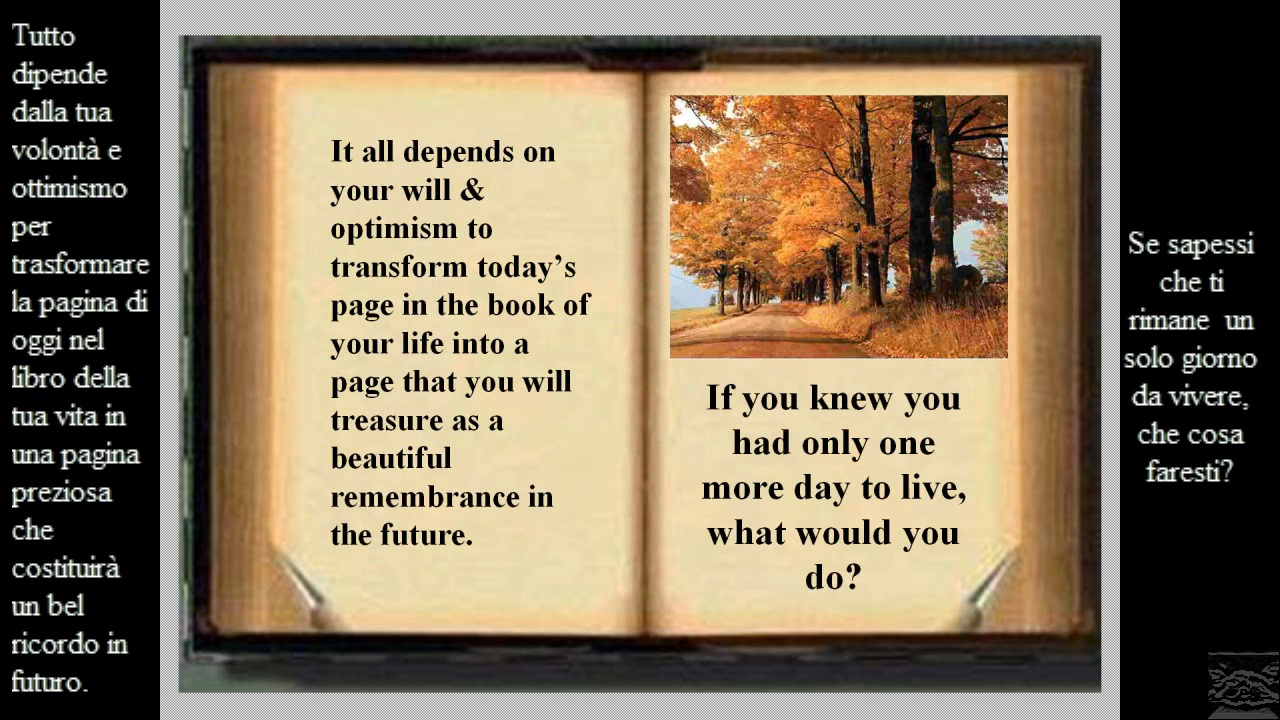 Tutto
dipende
dalla tua
volontà e
ottimismo
per
trasformare
la pagina di
oggi nel
libro della
tua vita in
una pagina
preziosa
che
costituirà
un bel
ricordo in
futuro.
It all depends on
your will &
optimism to
transform today’s
page in the book of
your life into a
page that you will
treasure as a
beautiful
remembrance in
the future.
If you knew you
had only one
more day to live,
what would you
do?
Se sapessi
che ti
rimane un
solo giorno
da vivere,
che cosa
faresti?